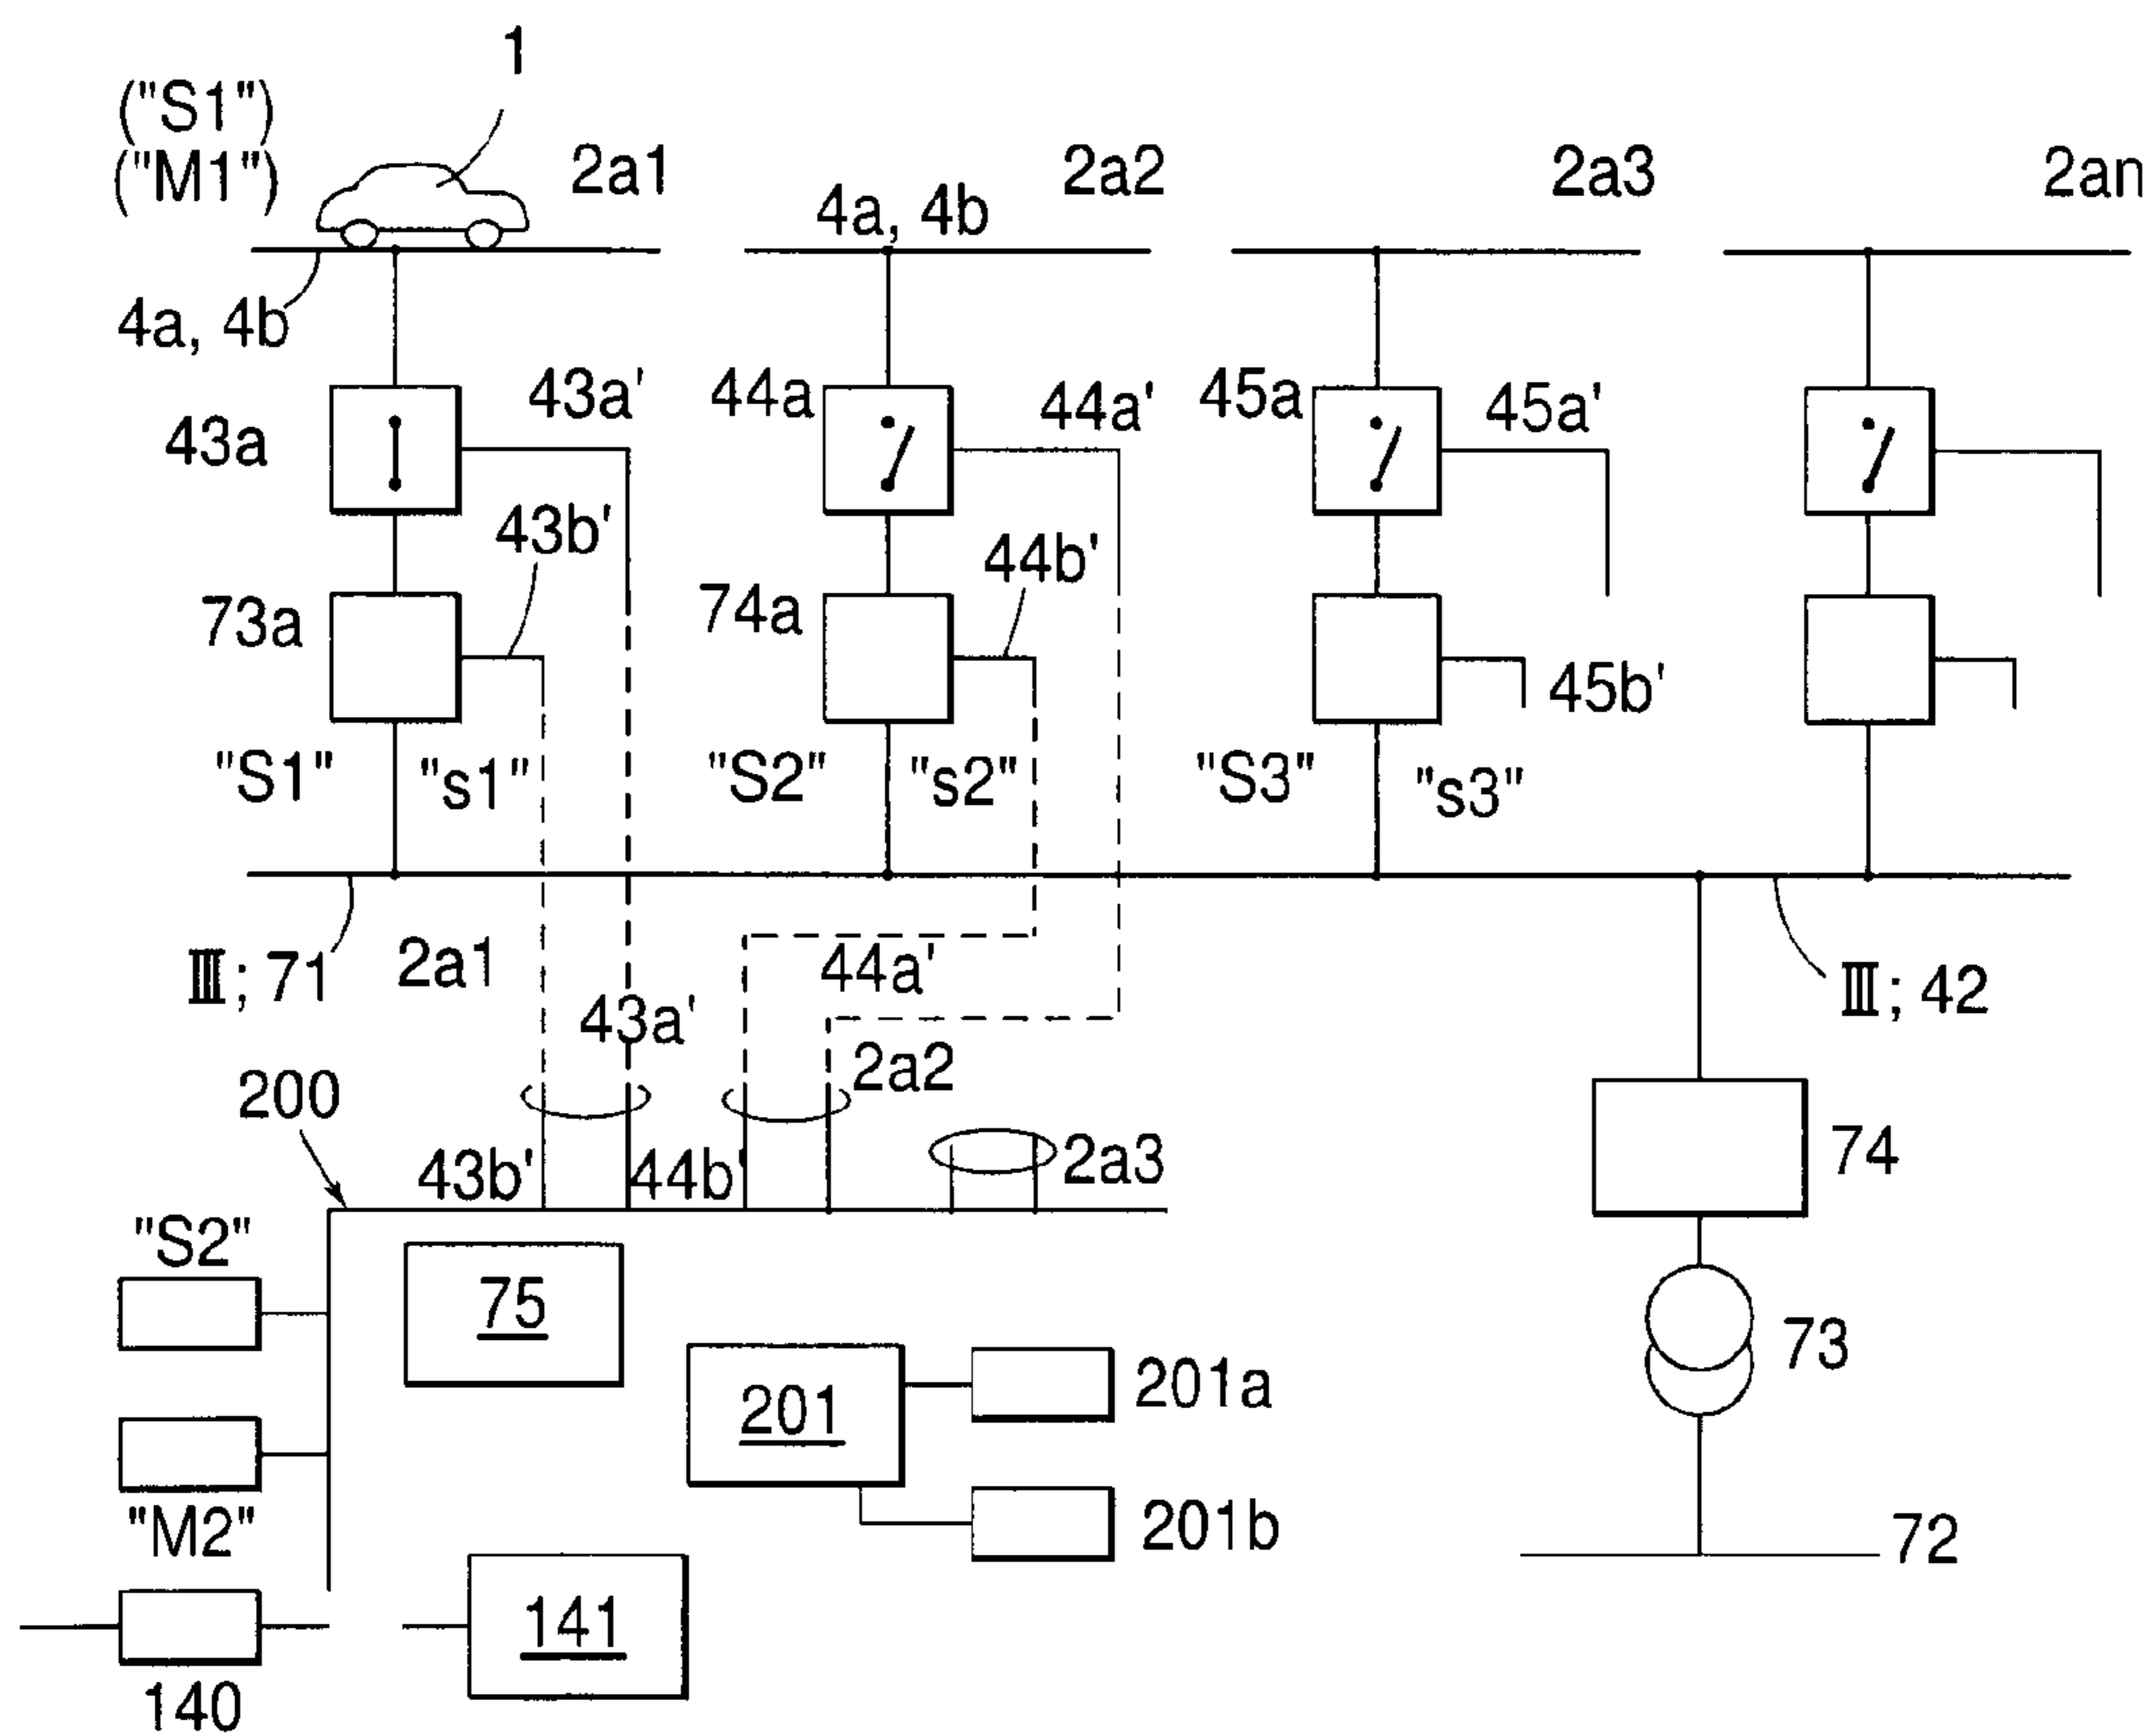 1
("S1")
("M1")
2a1
2a2
2a3
2an
4a, 4b
4a, 4b
43a
43a'
44a
44a'
45a
45a'
43b'
44b'
73a
74a
45b'
"S1"
"s1"
"S2"
"s2"
"S3"
"s3"
III; 71
2a1
44a'
III; 42
43a'
2a2
200
43b'
44b'
2a3
74
"S2"
75
73
201
201a
"M2"
201b
72
141
140